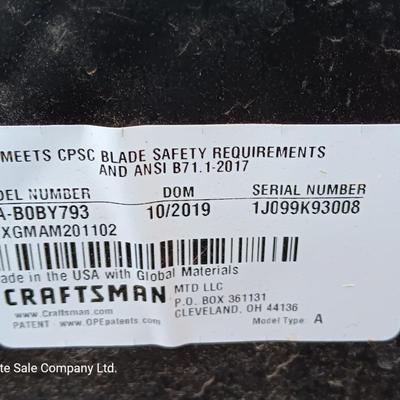 MEETS CPSC BLADE SAFETY REQUIREMENTS
AND ANSI B71.1-2017
DEL NUMBER DOM SERIAL NUMBER
A-B0BY793 10/2019 1J099K93008
XGMAM201102
ade in the USA with Global Materials
CRAFTSMAN MTD LLC
www.Craftsman.com P.O. BOX 361131
PATENT: www.OPEpatents.com CLEVELAND, OH 44136
Model Type: A
te Sale Company Ltd.